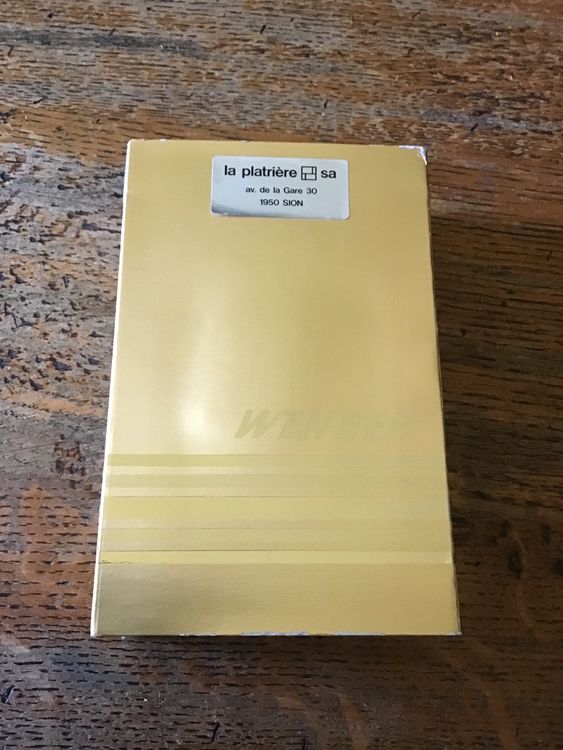 la platrière sa
av. de la Gare 30
1950 SION
WENGER